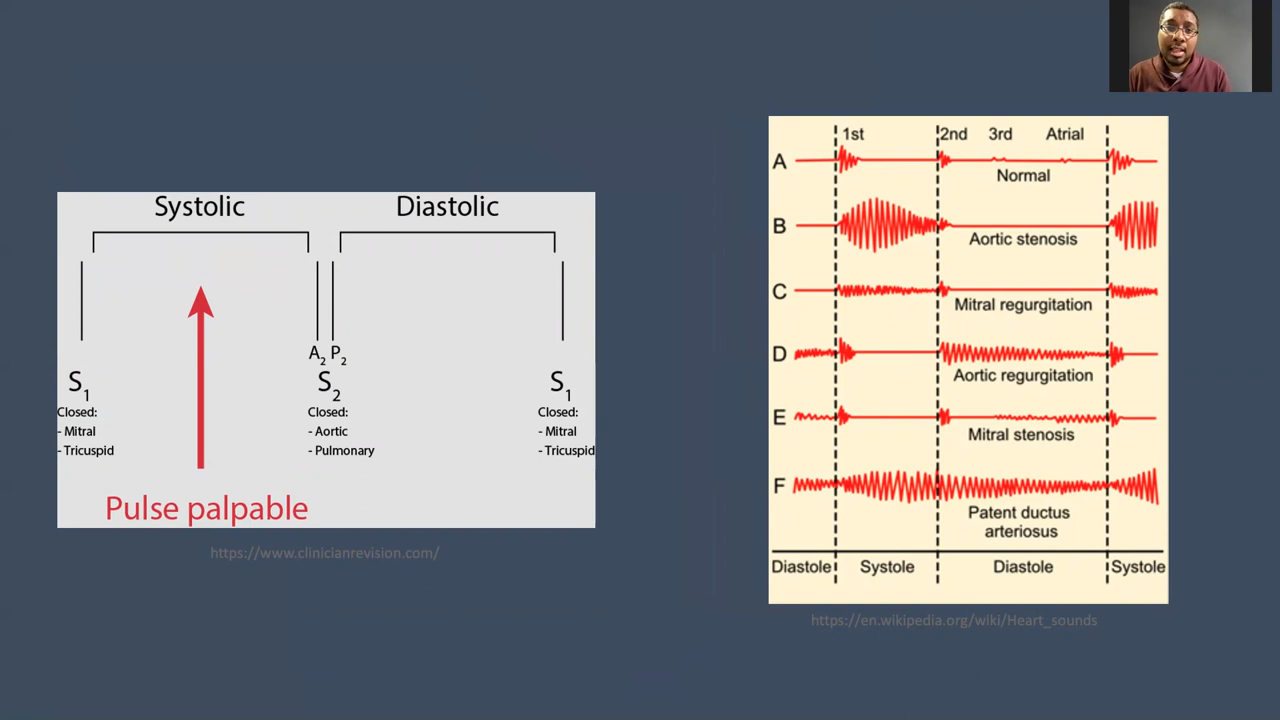 Systolic
Diastolic
A2 P2
S1
S2
S1
Closed:
- Mitral
- Tricuspid
Closed:
- Aortic
- Pulmonary
Closed:
- Mitral
- Tricuspid
Pulse palpable
https://www.clinicianrevision.com/
1st 2nd 3rd Atrial
A
Normal
B
Aortic stenosis
C
Mitral regurgitation
D
Aortic regurgitation
E
Mitral stenosis
F
Patent ductus
arteriosus
Diastole Systole Diastole Systole
https://en.wikipedia.org/wiki/Heart_sounds